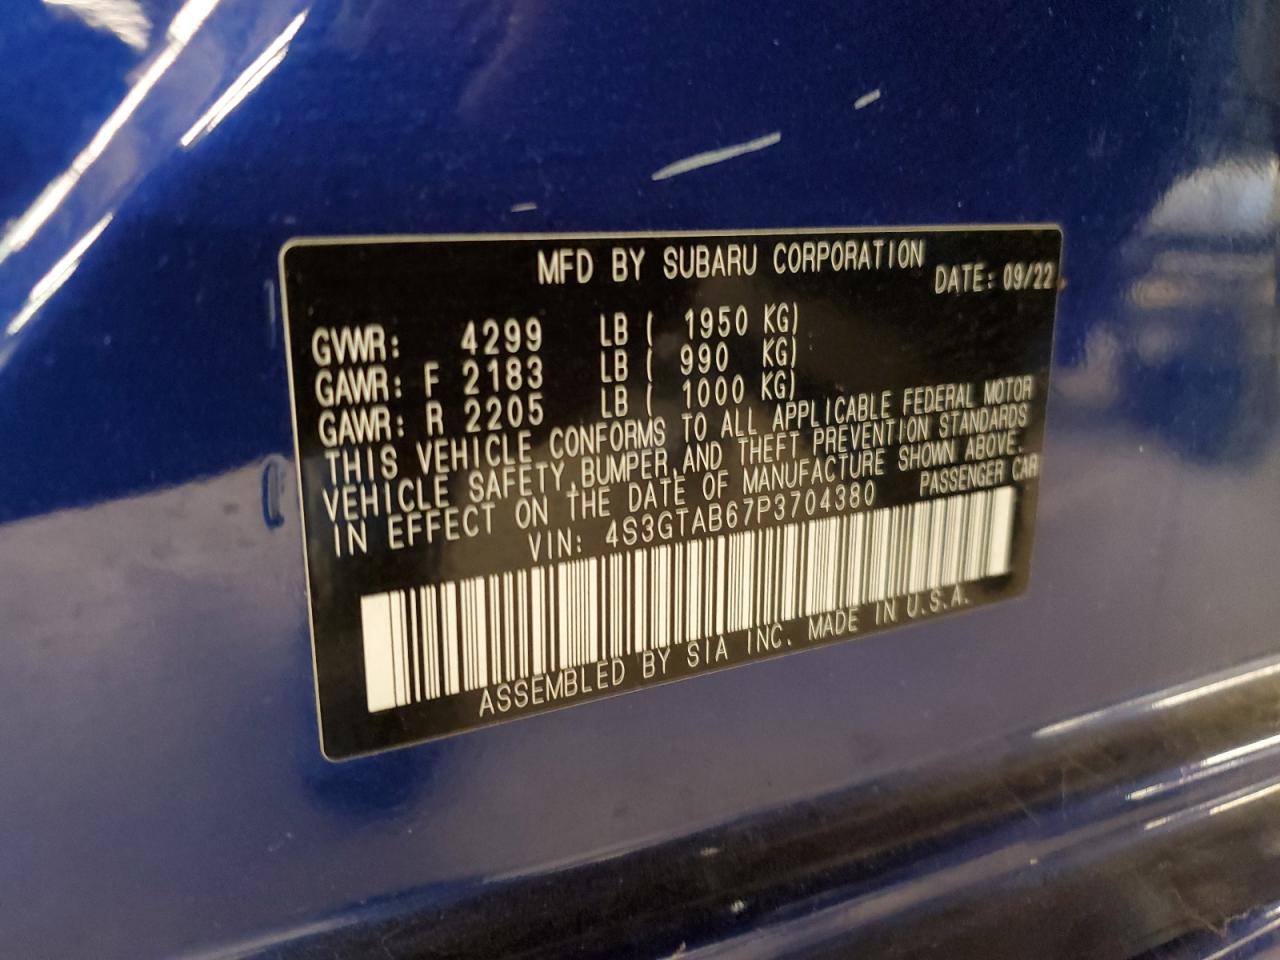 MFD BY SUBARU CORPORATION
DATE: 09/22
GVWR: 4299 LB ( 1950 KG)
GAWR: F 2183 LB ( 990 KG)
GAWR: R 2205 LB ( 1000 KG)
THIS VEHICLE CONFORMS TO ALL APPLICABLE FEDERAL MOTOR
VEHICLE SAFETY, BUMPER, AND THEFT PREVENTION STANDARDS
IN EFFECT ON THE DATE OF MANUFACTURE SHOWN ABOVE.
VIN: 4S3GTAB67P3704380 PASSENGER CAR
ASSEMBLED BY SIA INC. MADE IN U.S.A.